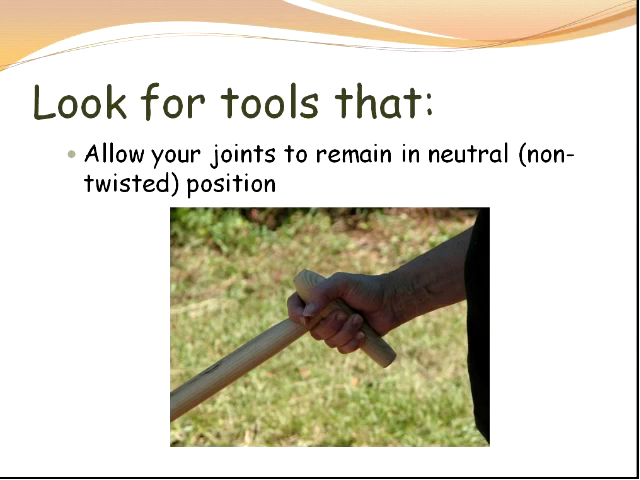 Look for tools that:
Allow your joints to remain in neutral (non-
twisted) position